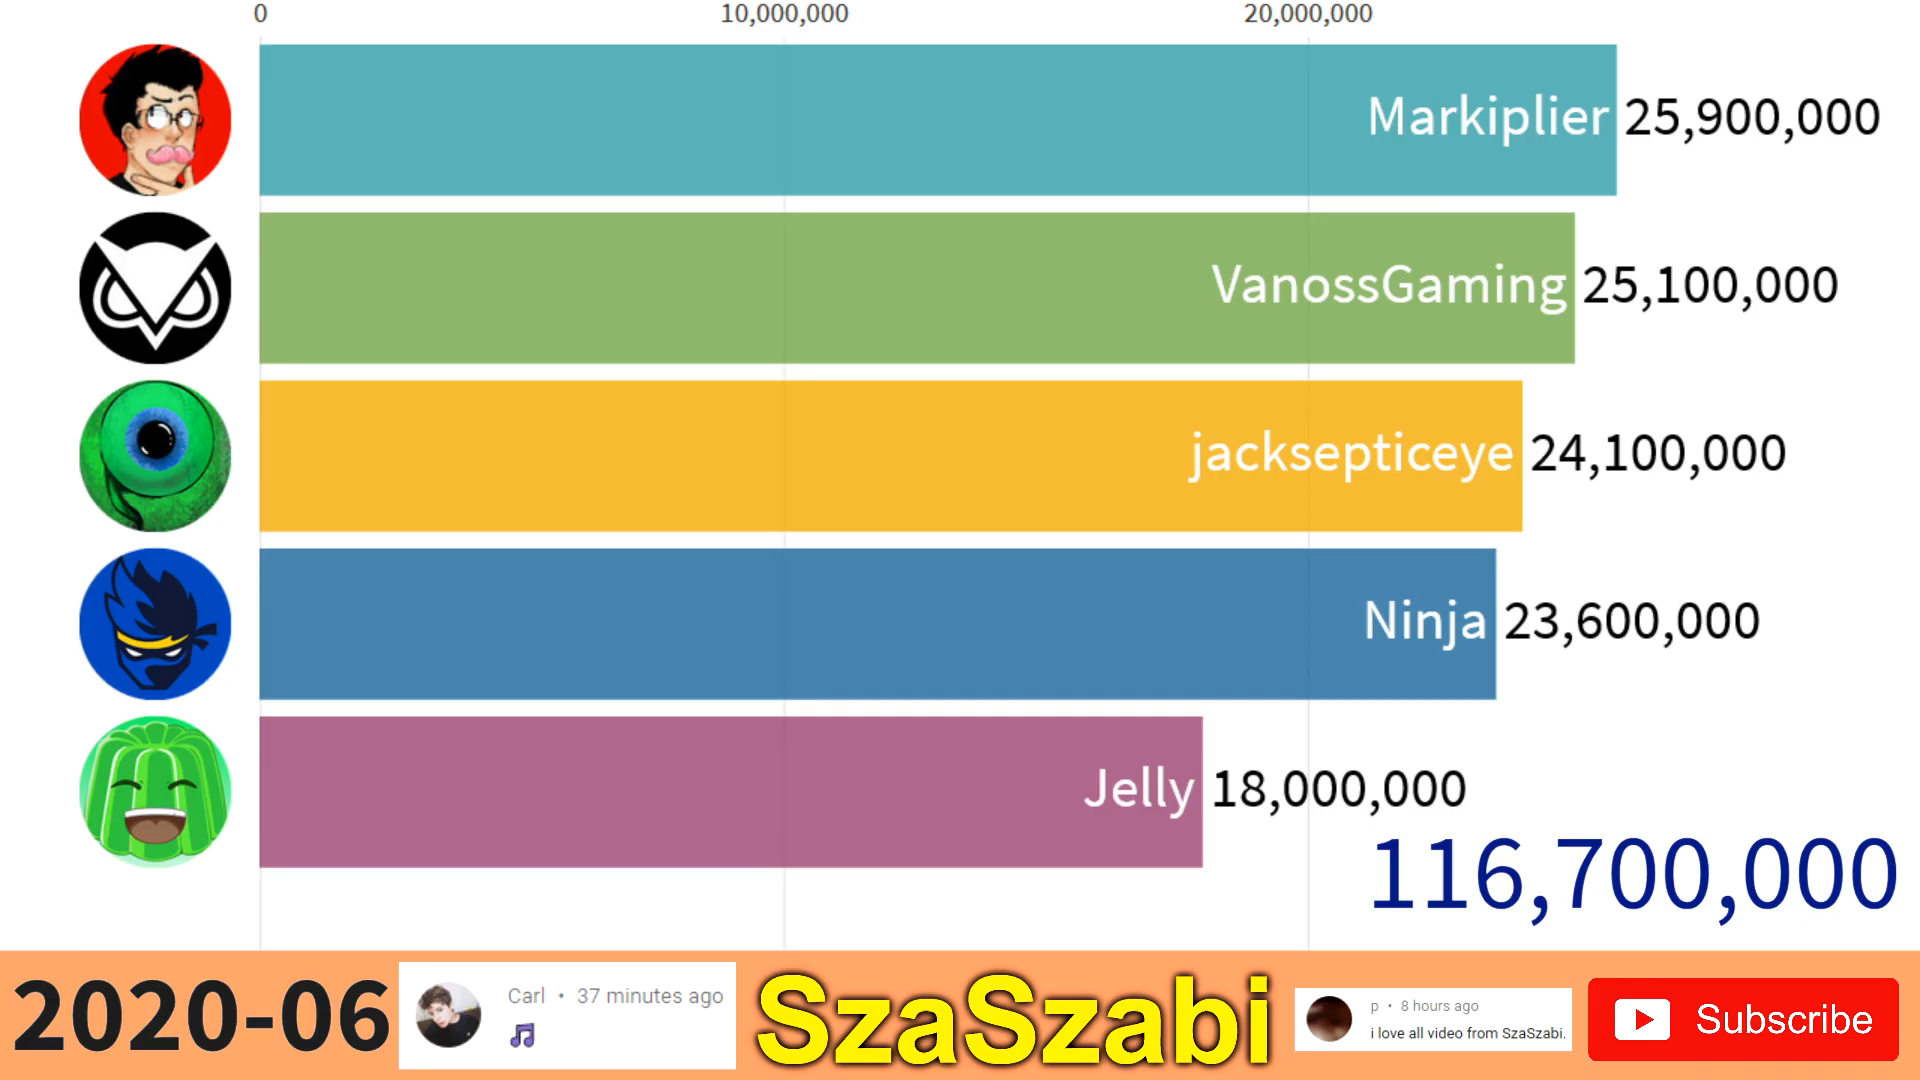 0 10,000,000 20,000,000
Markiplier 25,900,000
VanossGaming 25,100,000
jacksepticeye 24,100,000
Ninja 23,600,000
Jelly 18,000,000
116,700,000
2020-06
Carl • 37 minutes ago
🎵
SzaSzabi
p • 8 hours ago
i love all video from SzaSzabi.
Subscribe